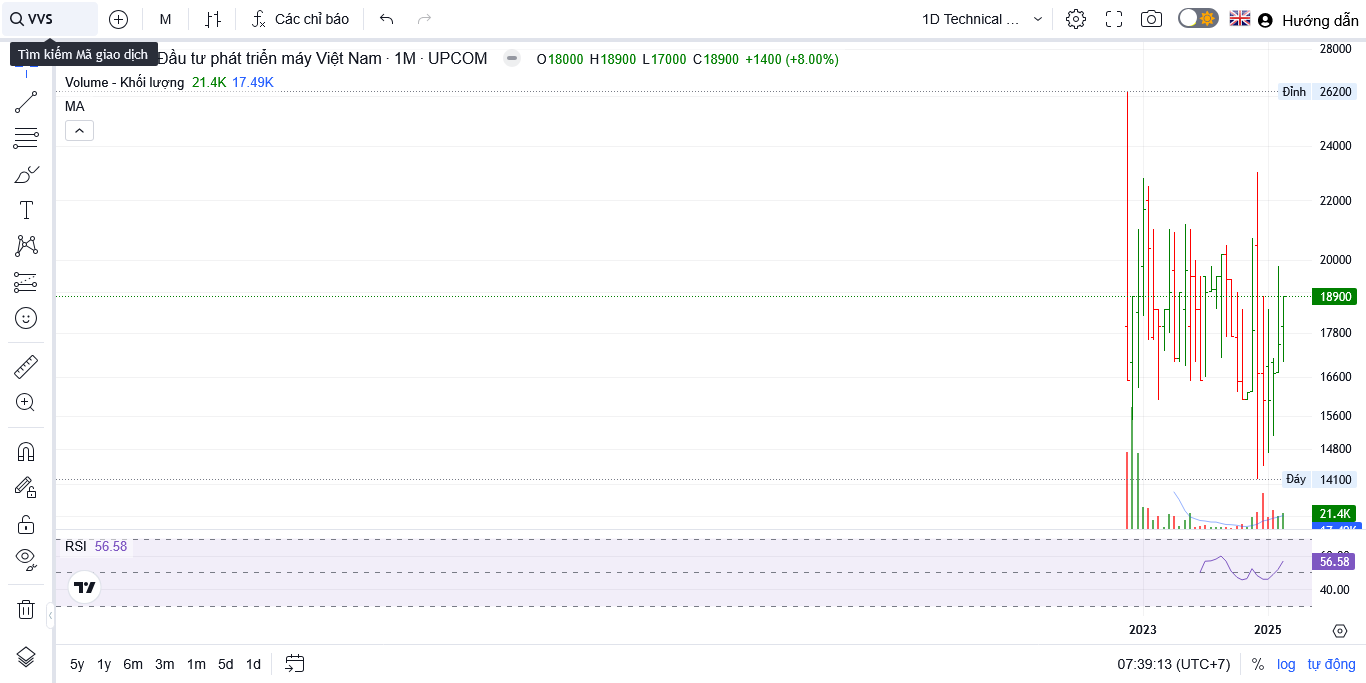 VVS
M
Các chỉ báo
1D Technical ...
Hướng dẫn
Tìm kiếm Mã giao dịch
Đầu tư phát triển máy Việt Nam · 1M · UPCOM
O18000 H18900 L17000 C18900 +1400 (+8.00%)
Volume - Khối lượng 21.4K 17.49K
MA
28000
Đỉnh 26200
24000
22000
20000
18900
17800
16600
15600
14800
Đáy 14100
21.4K
17.49K
RSI 56.58
56.58
40.00
2023 2025
5y 1y 6m 3m 1m 5d 1d
07:39:13 (UTC+7) % log tự động